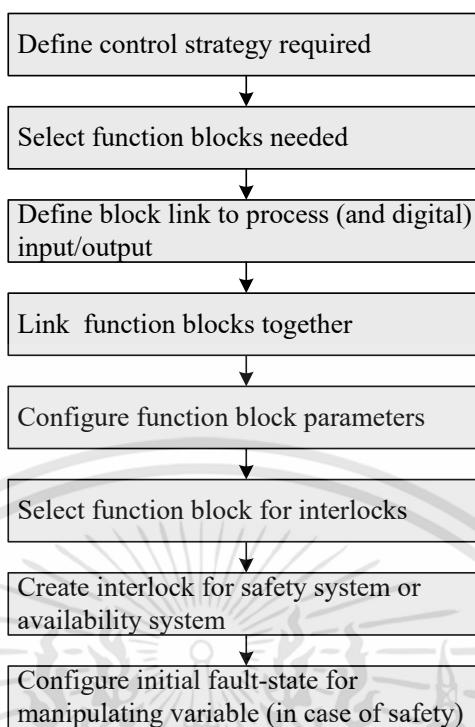 Define control strategy required
Select function blocks needed
Define block link to process (and digital)
input/output
Link function blocks together
Configure function block parameters
Select function block for interlocks
Create interlock for safety system or
availability system
Configure initial fault-state for
manipulating variable (in case of safety)